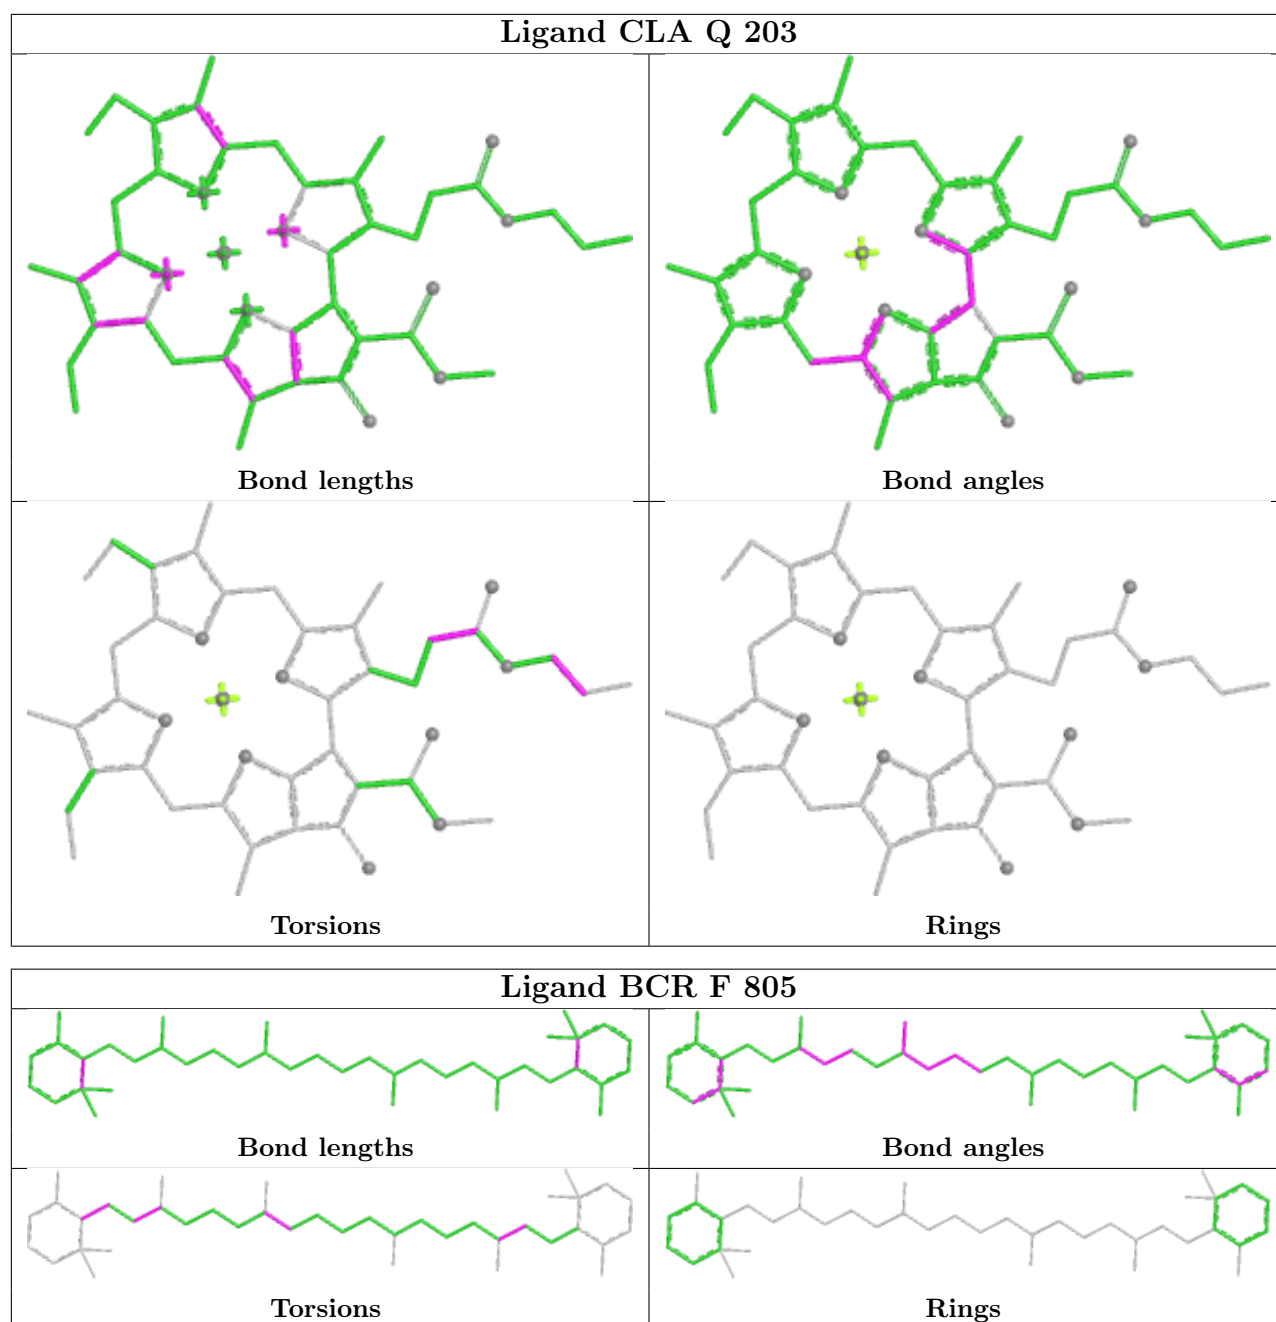 Ligand CLA Q 203
Bond lengths
Bond angles
Torsions
Rings
Ligand BCR F 805
Bond lengths
Bond angles
Torsions
Rings